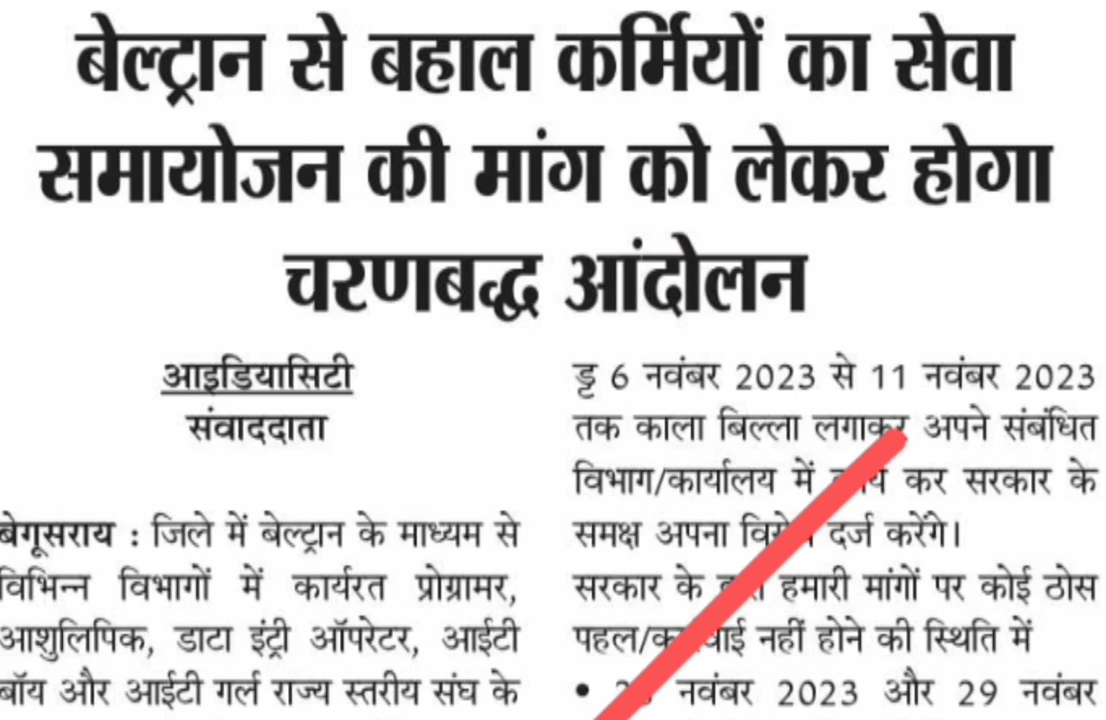 बेल्ट्रान से बहाल कर्मियों का सेवा
समायोजन की मांग को लेकर होगा
चरणबद्ध आंदोलन
आइडियासिटी
संवाददाता
बेगूसराय : जिले में बेल्ट्रान के माध्यम से
विभिन्न विभागों में कार्यरत प्रोग्रामर,
आशुलिपिक, डाटा इंट्री ऑपरेटर, आईटी
बॉय और आईटी गर्ल राज्य स्तरीय संघ के
ड्ड 6 नवंबर 2023 से 11 नवंबर 2023
तक काला बिल्ला लगाकर अपने संबंधित
विभाग/कार्यालय में कर सरकार के
समक्ष अपना दर्ज करेंगे।
सरकार के हमारी मांगों पर कोई ठोस
नहीं होने की स्थिति में
• नवंबर 2023 और 29 नवंबर